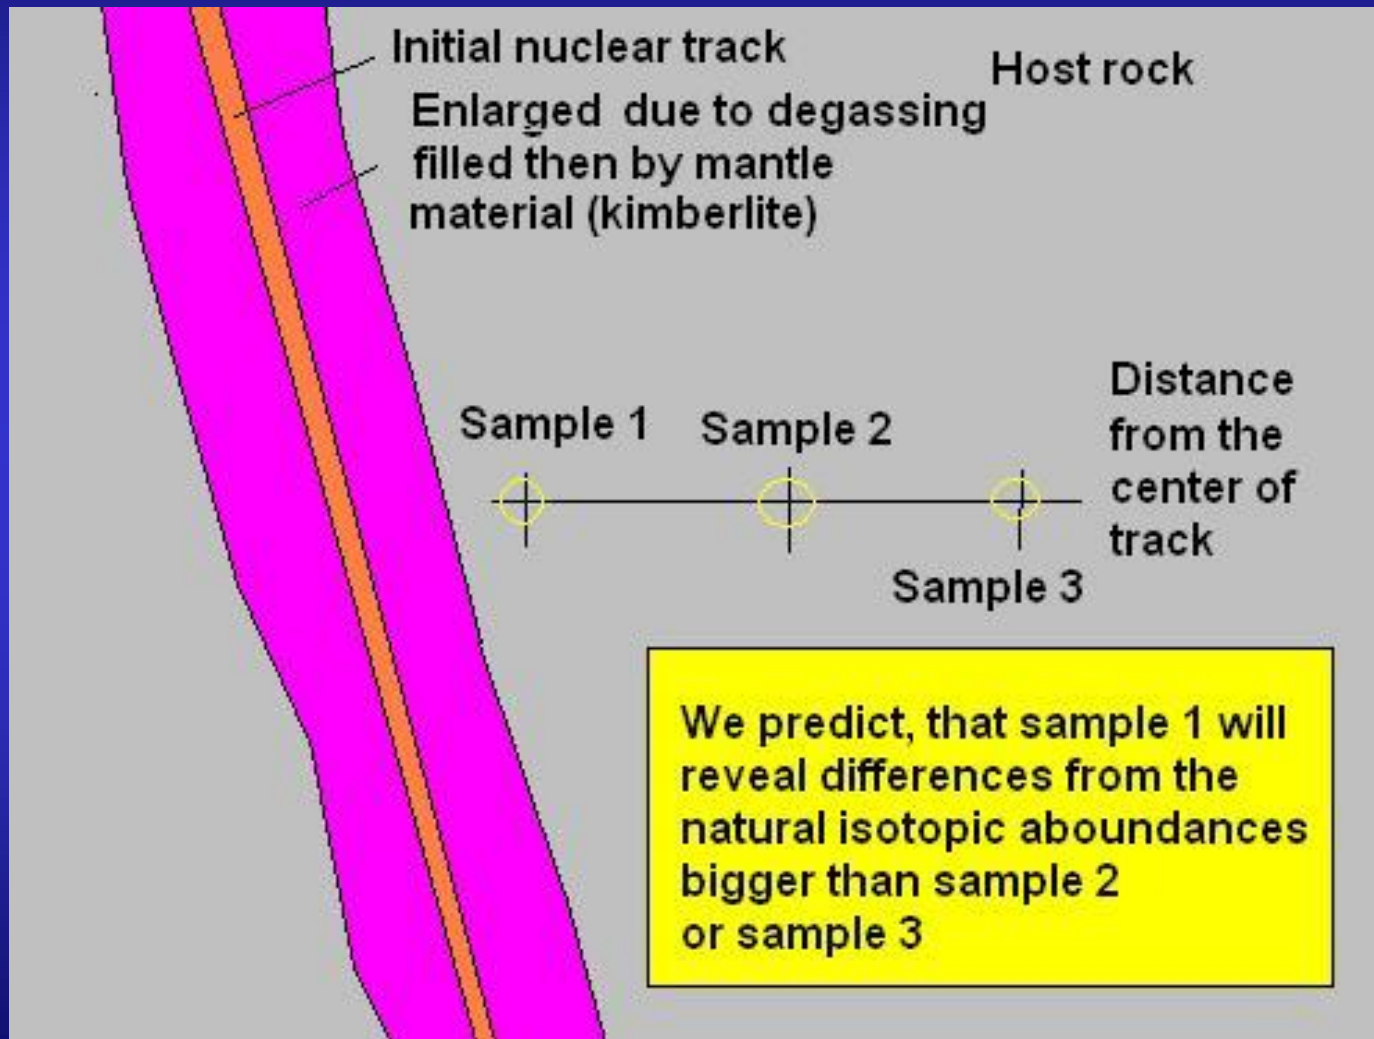 Initial nuclear track
Host rock
Enlarged due to degassing
filled then by mantle
material (kimberlite)
Distance
from the
center of
track
Sample 1
Sample 2
Sample 3
We predict, that sample 1 will
reveal differences from the
natural isotopic aboundances
bigger than sample 2
or sample 3